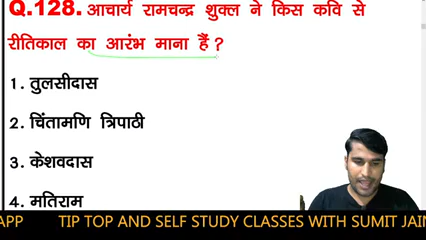 Q.128. आचार्य रामचन्द्र शुक्ल ने किस कवि से
रीतिकाल का आरंभ माना हैं ?
1. तुलसीदास
2. चिंतामणि त्रिपाठी
3. केशवदास
4. मतिराम
APP TIP TOP AND SELF STUDY CLASSES WITH SUMIT JAIN